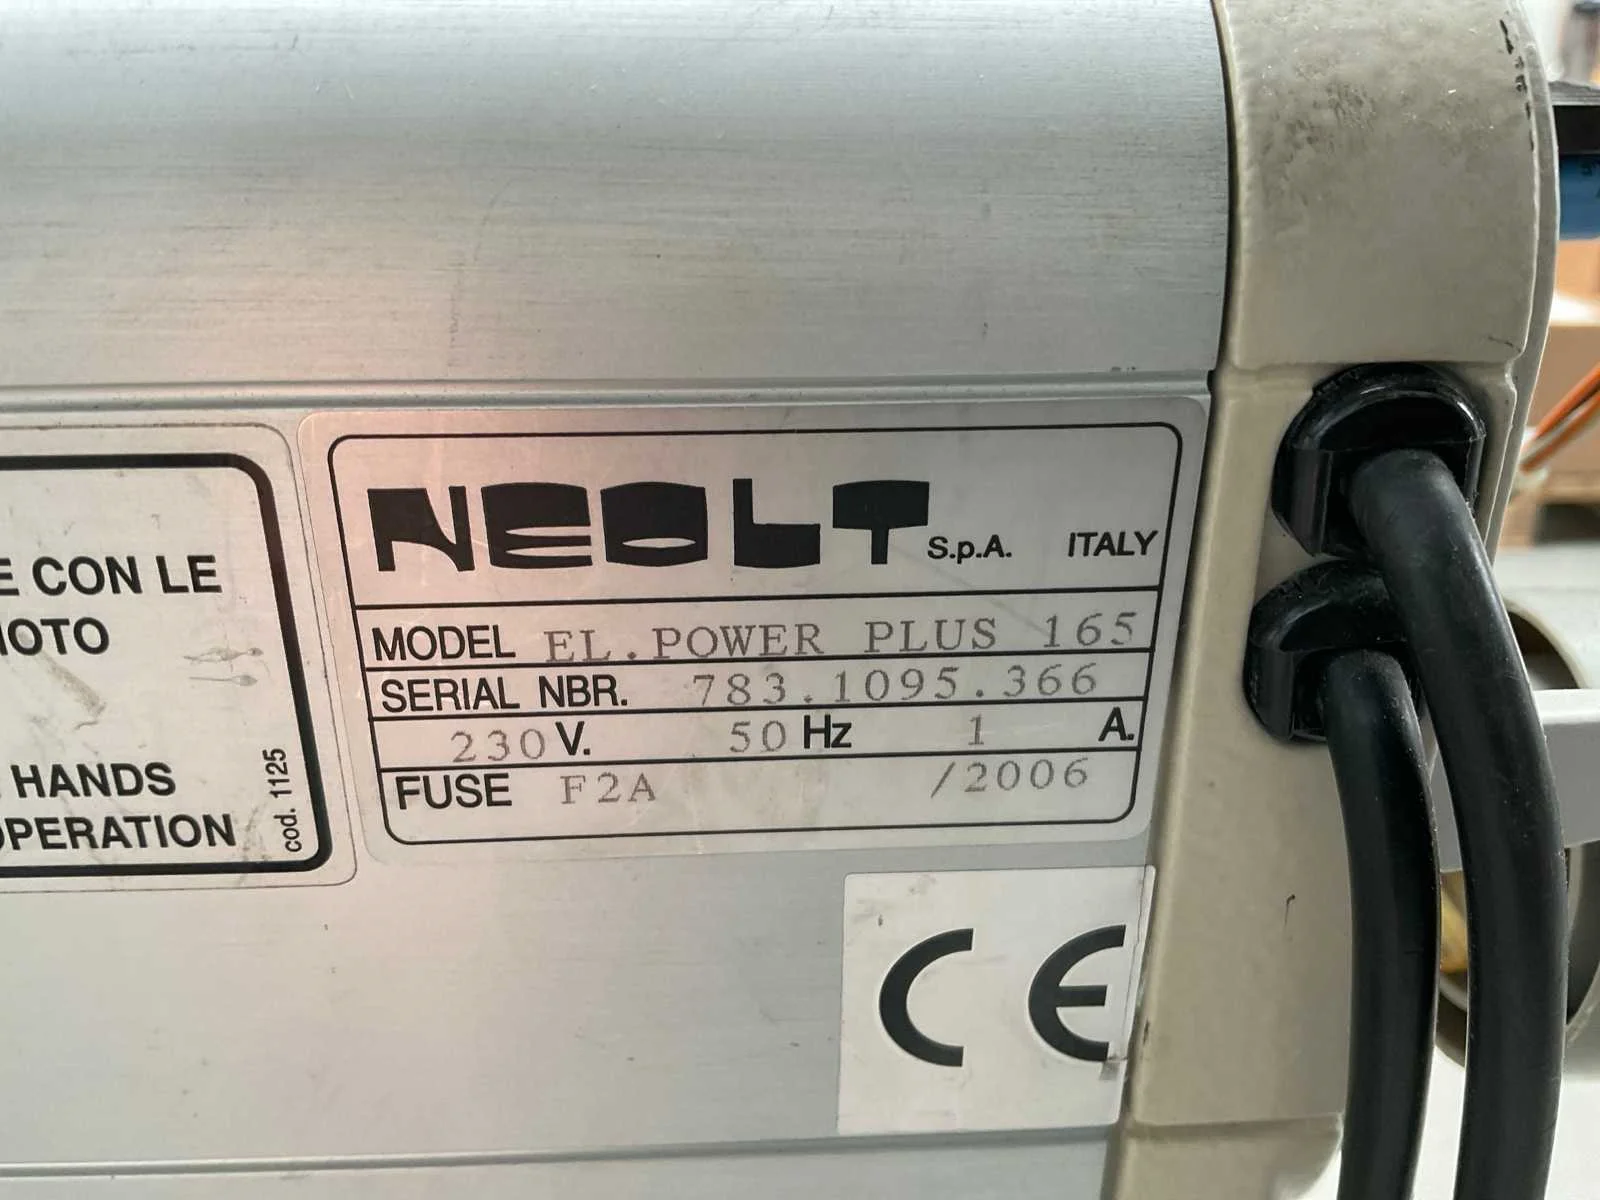 E CON LE
MOTO
HANDS
OPERATION
cod. 1125
NEOLT S.p.A. ITALY
MODEL EL.POWER PLUS 165
SERIAL NBR. 783.1095.366
230 V. 50 Hz 1 A.
FUSE F2A /2006
CE